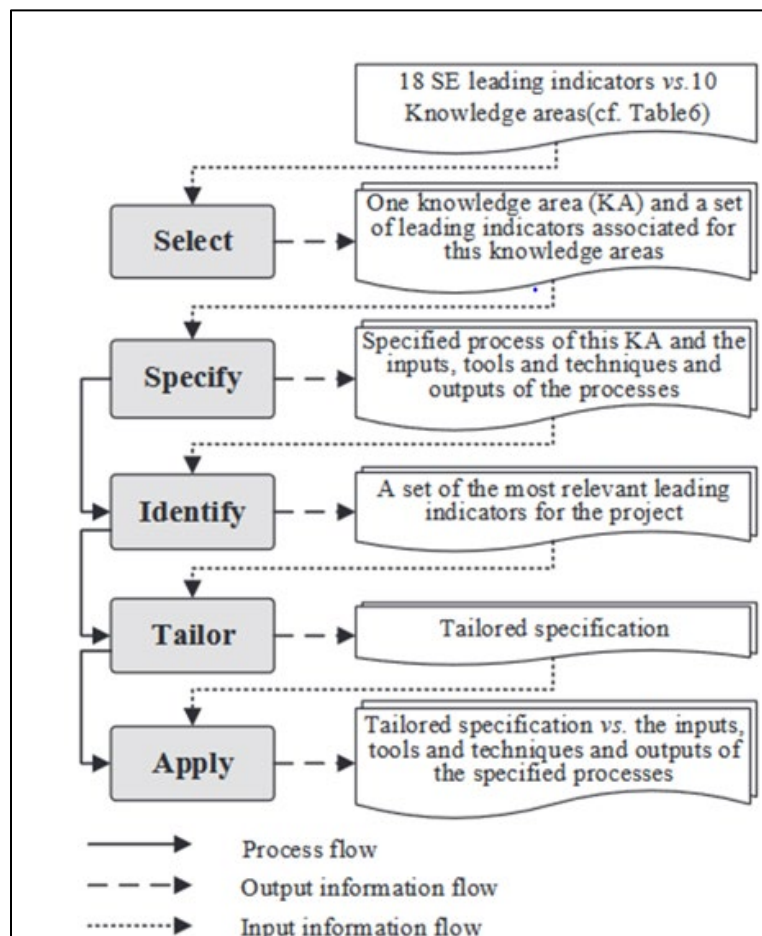 18 SE leading indicators vs.10
Knowledge areas(cf. Table6)
Select
One knowledge area (KA) and a set
of leading indicators associated for
this knowledge areas
Specify
Specified process of this KA and the
inputs, tools and techniques and
outputs of the processes
Identify
A set of the most relevant leading
indicators for the project
Tailor
Tailored specification
Apply
Tailored specification vs. the inputs,
tools and techniques and outputs of
the specified processes
Process flow
Output information flow
Input information flow